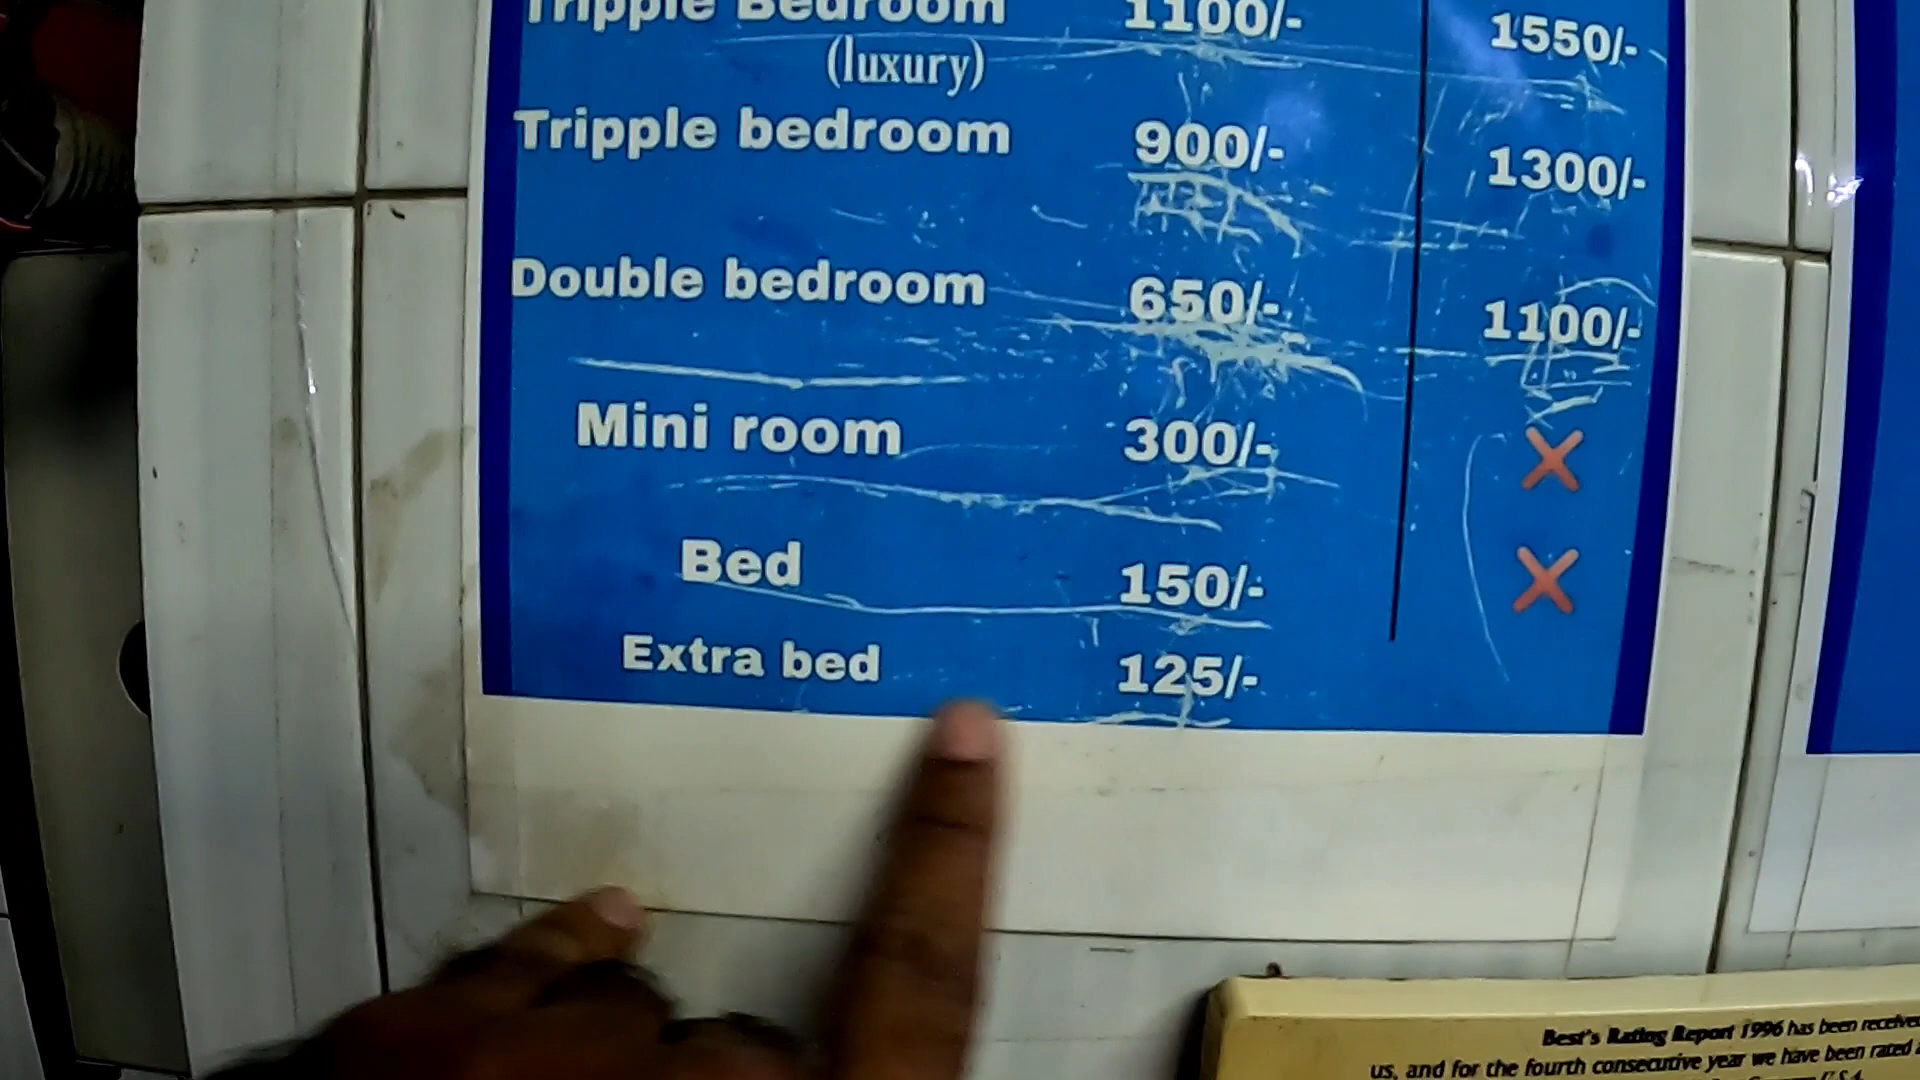 Tripple Bedroom 1100/- 1550/-
(luxury)
Tripple bedroom 900/- 1300/-
Double bedroom 650/- 1100/-
Mini room 300/- ❌
Bed 150/- ❌
Extra bed 125/-
Best's Rating Report 1996 has been receive
us, and for the fourth consecutive year we have been rated
U.S.A.